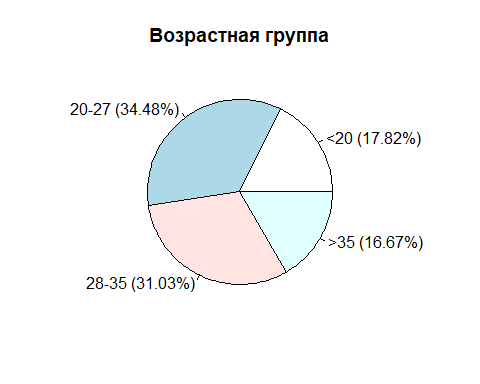 Возрастная группа
20-27 (34.48%)
<20 (17.82%)
>35 (16.67%)
28-35 (31.03%)